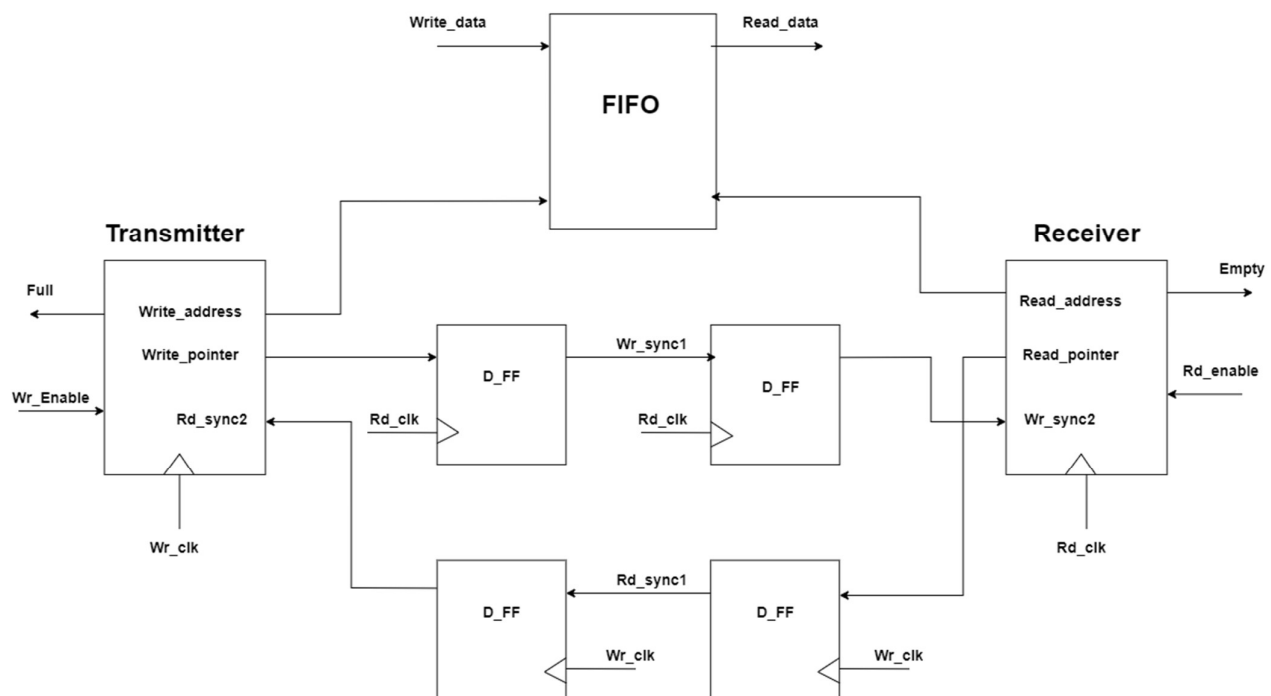 Write_data
Read_data
FIFO
Transmitter
Receiver
Full
Write_address
Write_pointer
Wr_Enable
Rd_sync2
Wr_clk
D_FF
Rd_clk
Wr_sync1
D_FF
Rd_clk
Empty
Read_address
Read_pointer
Rd_enable
Wr_sync2
Rd_clk
D_FF
Wr_clk
Rd_sync1
D_FF
Wr_clk